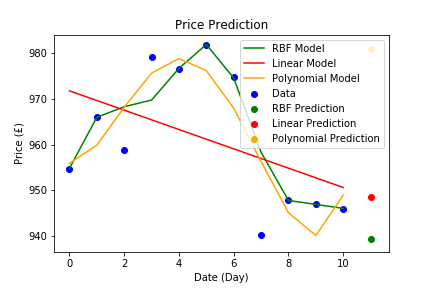 Price Prediction
980
970
960
950
940
Price (£)
0
2
4
6
8
10
Date (Day)
RBF Model
Linear Model
Polynomial Model
Data
RBF Prediction
Linear Prediction
Polynomial Prediction